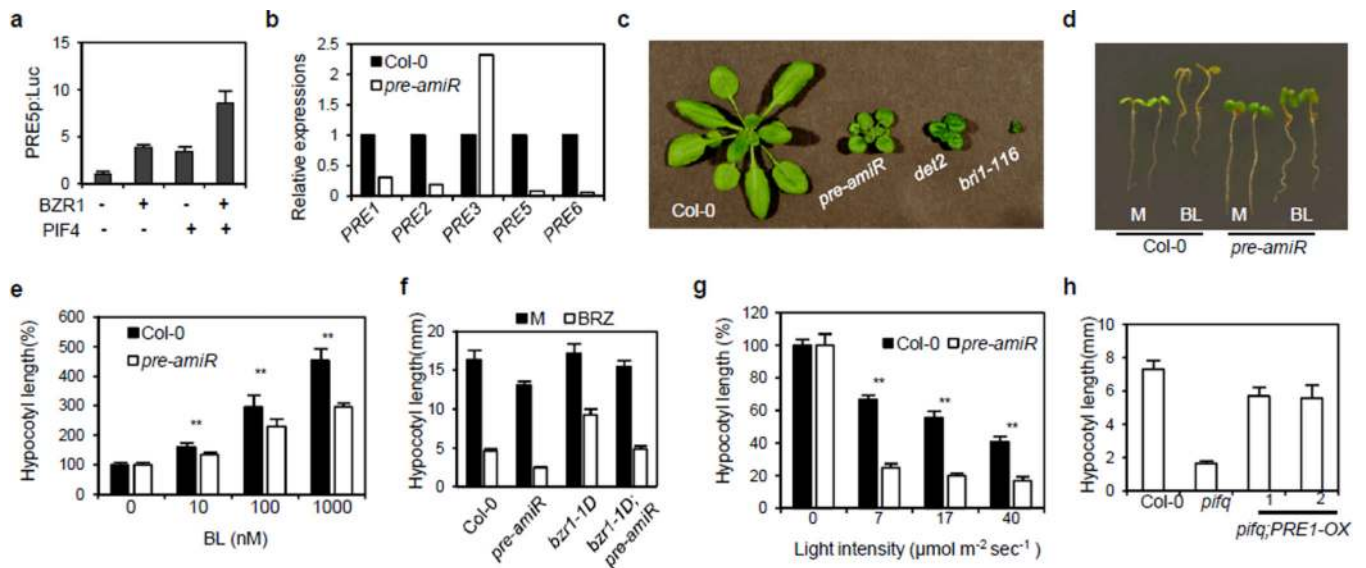 a
PRE5p:Luc
15
10
5
0
BZR1 - + - +
PIF4 - - + +
b
Relative expressions
2.5
2
1.5
1
0.5
0
Col-0
pre-amiR
PRE1 PRE2 PRE3 PRE5 PRE6
c
Col-0
pre-amiR
det2
bri1-116
d
M BL M BL
Col-0 pre-amiR
e
Hypocotyl length(%)
600
500
400
300
200
100
0
Col-0
pre-amiR
** ** **
0 10 100 1000
BL (nM)
f
Hypocotyl length(mm)
20
15
10
5
0
M BRZ
Col-0 pre-amiR bzr1-1D bzr1-1D;
pre-amiR
g
Hypocotyl length (%)
120
100
80
60
40
20
0
Col-0 pre-amiR
** ** **
0 7 17 40
Light intensity (µmol m⁻² sec⁻¹)
h
Hypocotyl length(mm)
10
8
6
4
2
0
Col-0 pifq 1 2
pifq;PRE1-OX